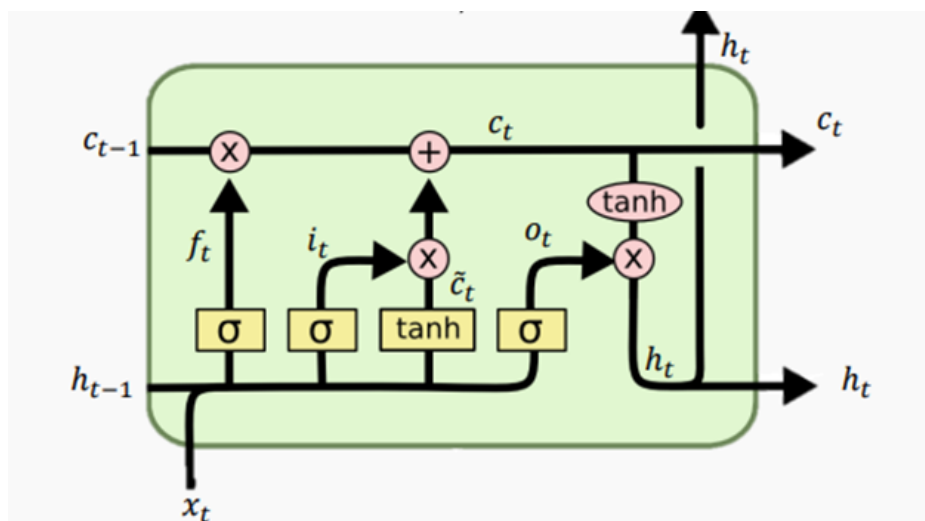 h_t
c_{t-1} x + c_t c_t
tanh
f_t i_t x o_t x
c̃_t
σ σ tanh σ
h_{t-1} h_t h_t
x_t